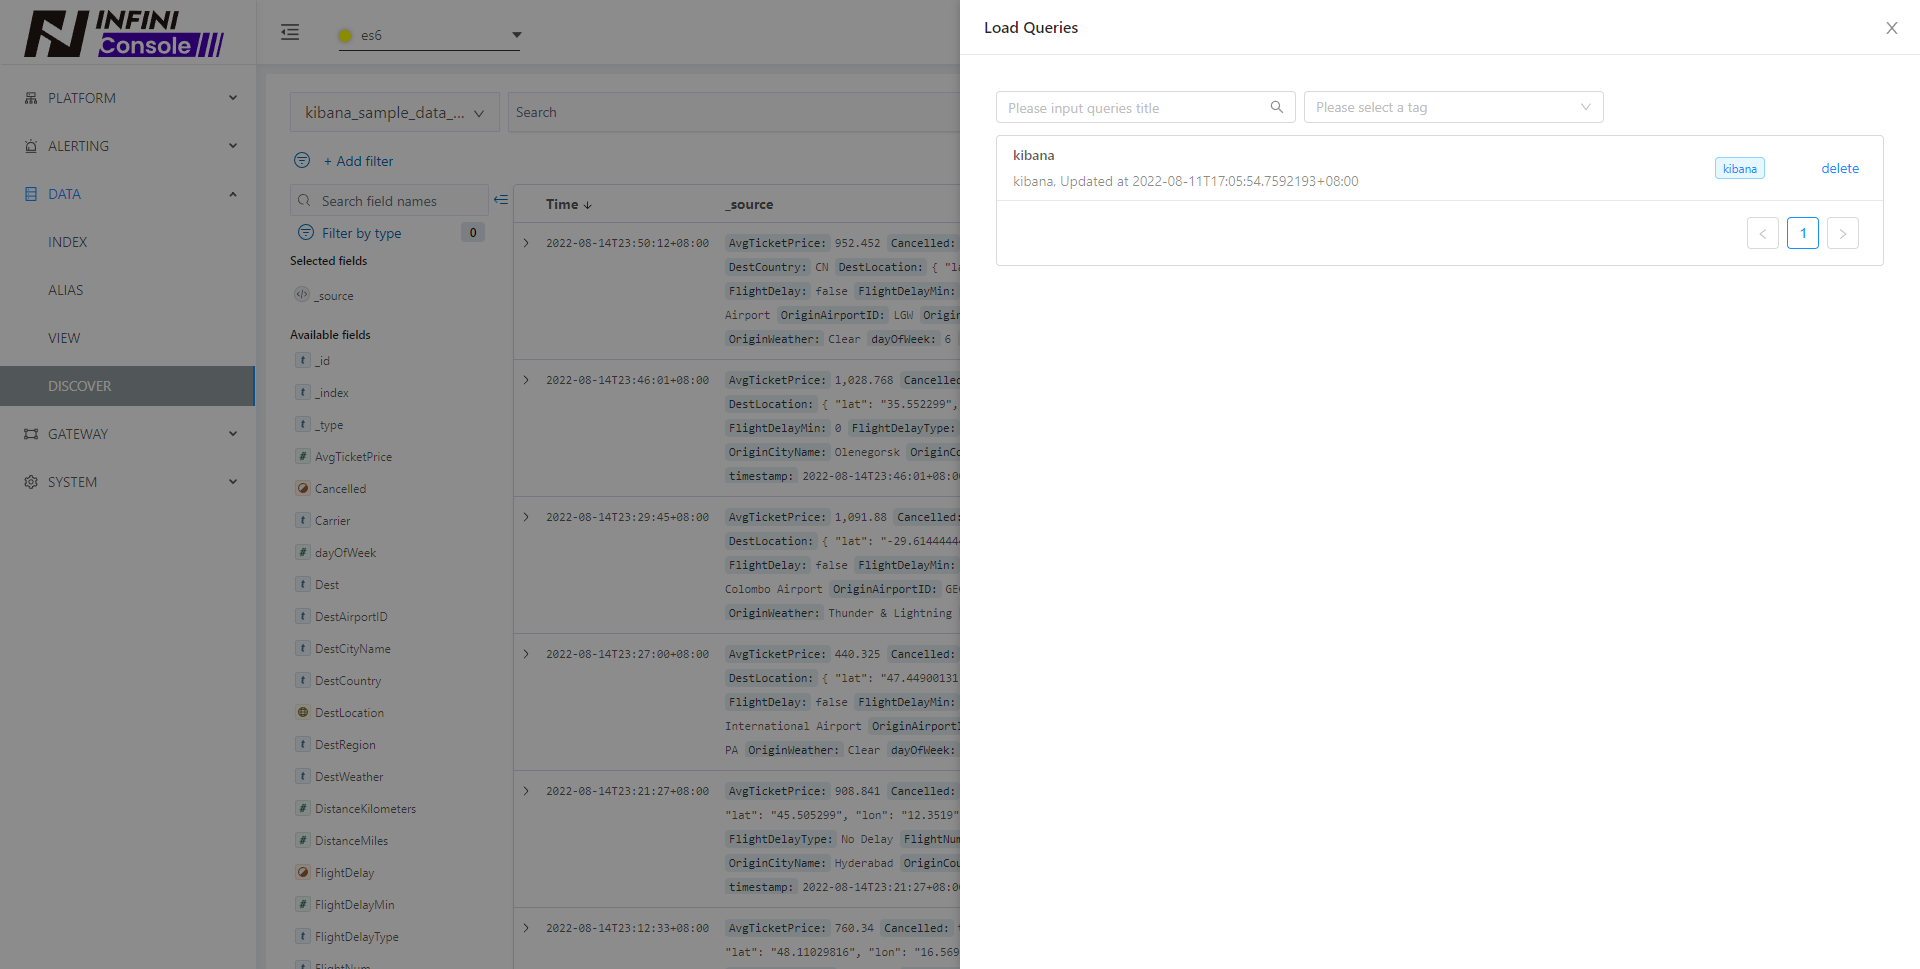 INFINI
Console
PLATFORM
ALERTING
DATA
INDEX
ALIAS
VIEW
DISCOVER
GATEWAY
SYSTEM
es6
kibana_sample_data_...
Search
+ Add filter
Search field names
Filter by type 0
Selected fields
_source
Available fields
t _id
t _index
t _type
# AvgTicketPrice
Cancelled
t Carrier
# dayOfWeek
t Dest
t DestAirportID
t DestCityName
t DestCountry
DestLocation
t DestRegion
t DestWeather
# DistanceKilometers
# DistanceMiles
FlightDelay
# FlightDelayMin
t FlightDelayType
Time _source
2022-08-14T23:50:12+08:00 AvgTicketPrice: 952.452 Cancelled:
DestCountry: CN DestLocation: { "la
FlightDelay: false FlightDelayMin:
Airport OriginAirportID: LGW Origin
OriginWeather: Clear dayOfWeek: 6
2022-08-14T23:46:01+08:00 AvgTicketPrice: 1,028.768 Cancelled
DestLocation: { "lat": "35.552299",
FlightDelayMin: 0 FlightDelayType:
OriginCityName: Olenegorsk OriginCo
timestamp: 2022-08-14T23:46:01+08:0
2022-08-14T23:29:45+08:00 AvgTicketPrice: 1,091.88 Cancelled:
DestLocation: { "lat": "-29.61444444
FlightDelay: false FlightDelayMin:
Colombo Airport OriginAirportID: GE
OriginWeather: Thunder & Lightning
2022-08-14T23:27:00+08:00 AvgTicketPrice: 440.325 Cancelled:
DestLocation: { "lat": "47.44900131
FlightDelay: false FlightDelayMin:
International Airport OriginAirportI
PA OriginWeather: Clear dayOfWeek:
2022-08-14T23:21:27+08:00 AvgTicketPrice: 908.841 Cancelled:
"lat": "45.505299", "lon": "12.3519"
FlightDelayType: No Delay FlightNum
OriginCityName: Hyderabad OriginCou
timestamp: 2022-08-14T23:21:27+08:0
2022-08-14T23:12:33+08:00 AvgTicketPrice: 760.34 Cancelled:
"lat": "48.11029816", "lon": "16.569
Load Queries
Please input queries title
Please select a tag
kibana
kibana, Updated at 2022-08-11T17:05:54.7592193+08:00
kibana
delete
< 1 >